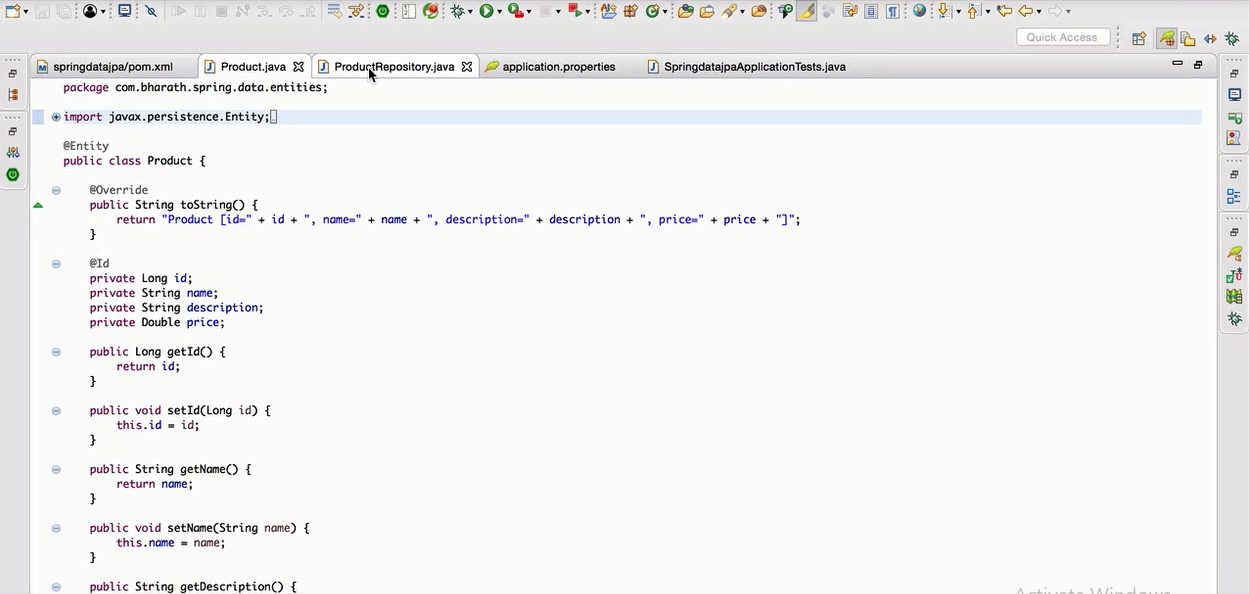 Quick Access
springdatajpa/pom.xml Product.java ProductRepository.java application.properties SpringdatajpaApplicationTests.java
package com.bharath.spring.data.entities;
import javax.persistence.Entity;
@Entity
public class Product {
@Override
public String toString() {
return "Product [id=" + id + ", name=" + name + ", description=" + description + ", price=" + price + "]";
}
@Id
private Long id;
private String name;
private String description;
private Double price;
public Long getId() {
return id;
}
public void setId(Long id) {
this.id = id;
}
public String getName() {
return name;
}
public void setName(String name) {
this.name = name;
}
public String getDescription() {
Activate Windows